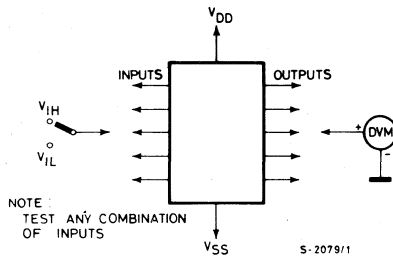 VDD
INPUTS
OUTPUTS
VIH
VIL
+
DVM
-
NOTE :
TEST ANY COMBINATION
OF INPUTS
VSS
S-2079/1